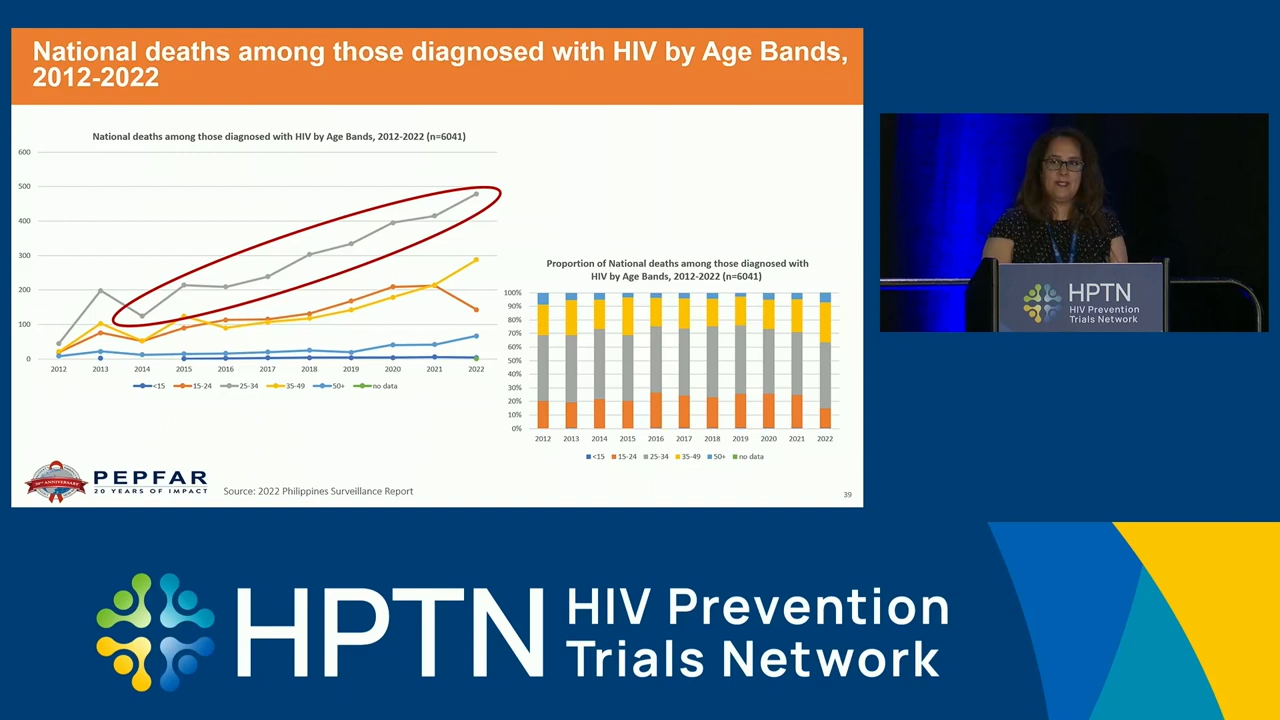 National deaths among those diagnosed with HIV by Age Bands,
2012-2022
National deaths among those diagnosed with HIV by Age Bands, 2012-2022 (n=6041)
600
500
400
300
200
100
0
2012 2013 2014 2015 2016 2017 2018 2019 2020 2021 2022
<15 15-24 25-34 35-49 50+ no data
Proportion of National deaths among those diagnosed with
HIV by Age Bands, 2012-2022 (n=6041)
100%
90%
80%
70%
60%
50%
40%
30%
20%
10%
0%
2012 2013 2014 2015 2016 2017 2018 2019 2020 2021 2022
<15 15-24 25-34 35-49 50+ no data
20TH ANNIVERSARY
PEPFAR
20 YEARS OF IMPACT
Source: 2022 Philippines Surveillance Report
39
HPTN
HIV Prevention
Trials Network
HPTN
HIV Prevention
Trials Network